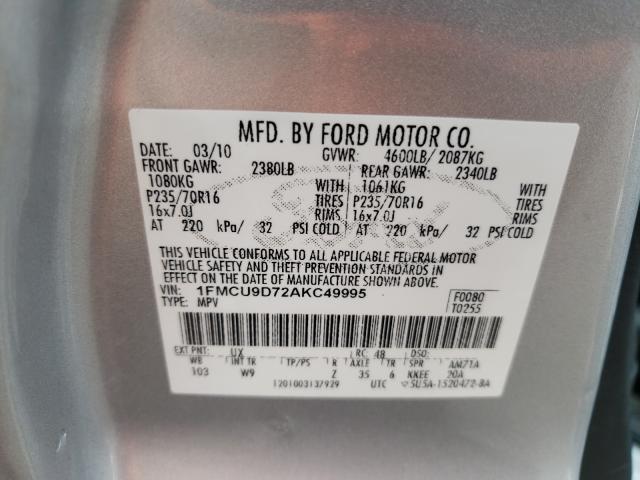 MFD. BY FORD MOTOR CO.
DATE: 03/10 GVWR: 4600LB/ 2087KG
FRONT GAWR: 2380LB REAR GAWR: 2340LB
1080KG WITH 1061KG WITH
P235/70R16 TIRES P235/70R16 TIRES
16x7.0J RIMS 16x7.0J RIMS
AT 220 kPa/ 32 PSI COLD AT 220 kPa/ 32 PSI COLD
THIS VEHICLE CONFORMS TO ALL APPLICABLE FEDERAL MOTOR
VEHICLE SAFETY AND THEFT PREVENTION STANDARDS IN
EFFECT ON THE DATE OF MANUFACTURE SHOWN ABOVE.
VIN: 1FMCU9D72AKC49995 F0080
TYPE: MPV T0255
EXT PNT: UX RC: 48 DSO:
WB INT TR TP/PS R AXLE TR SPR AM71A
103 W9 Z 35 6 KKEE 20A
1201003137929 UTC 5U5A-1520472-BA